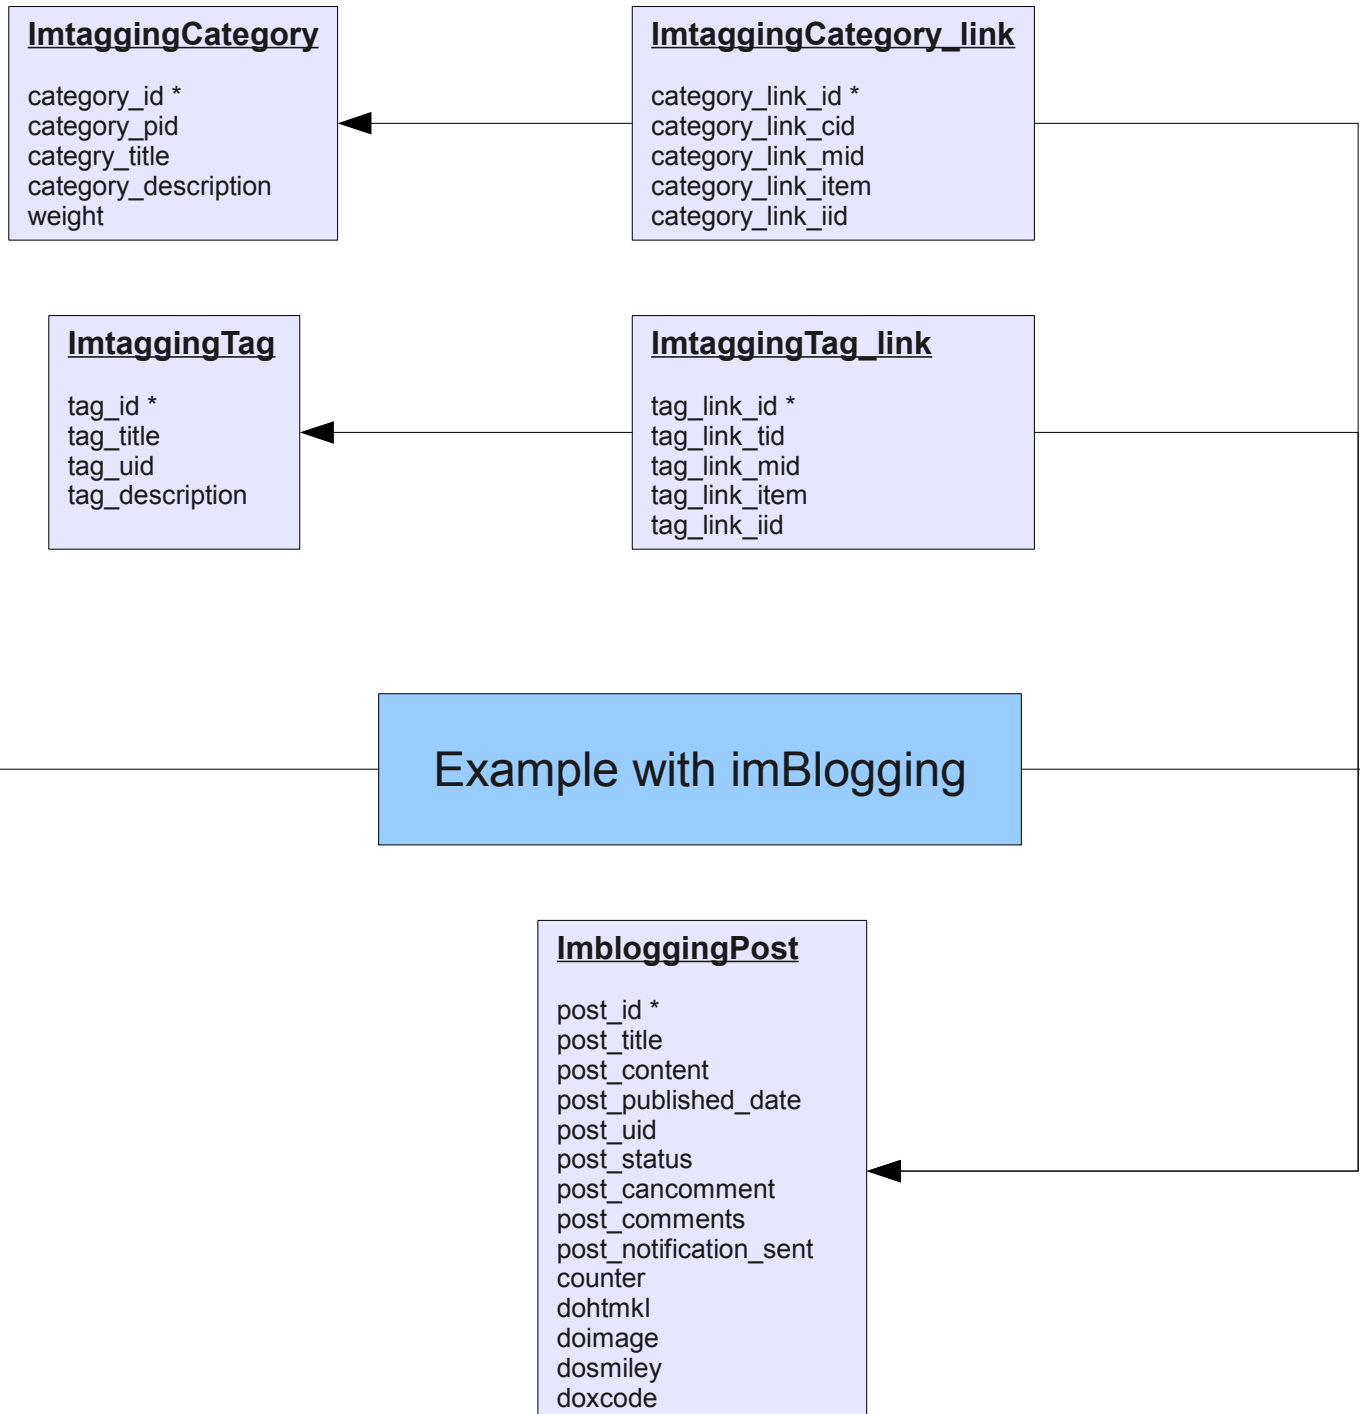 ImtaggingCategory
category_id *
category_pid
categry_title
category_description
weight
ImtaggingCategory_link
category_link_id *
category_link_cid
category_link_mid
category_link_item
category_link_iid
ImtaggingTag
tag_id *
tag_title
tag_uid
tag_description
ImtaggingTag_link
tag_link_id *
tag_link_tid
tag_link_mid
tag_link_item
tag_link_iid
Example with imBlogging
ImbloggingPost
post_id *
post_title
post_content
post_published_date
post_uid
post_status
post_cancomment
post_comments
post_notification_sent
counter
dohtmkl
doimage
dosmiley
doxcode